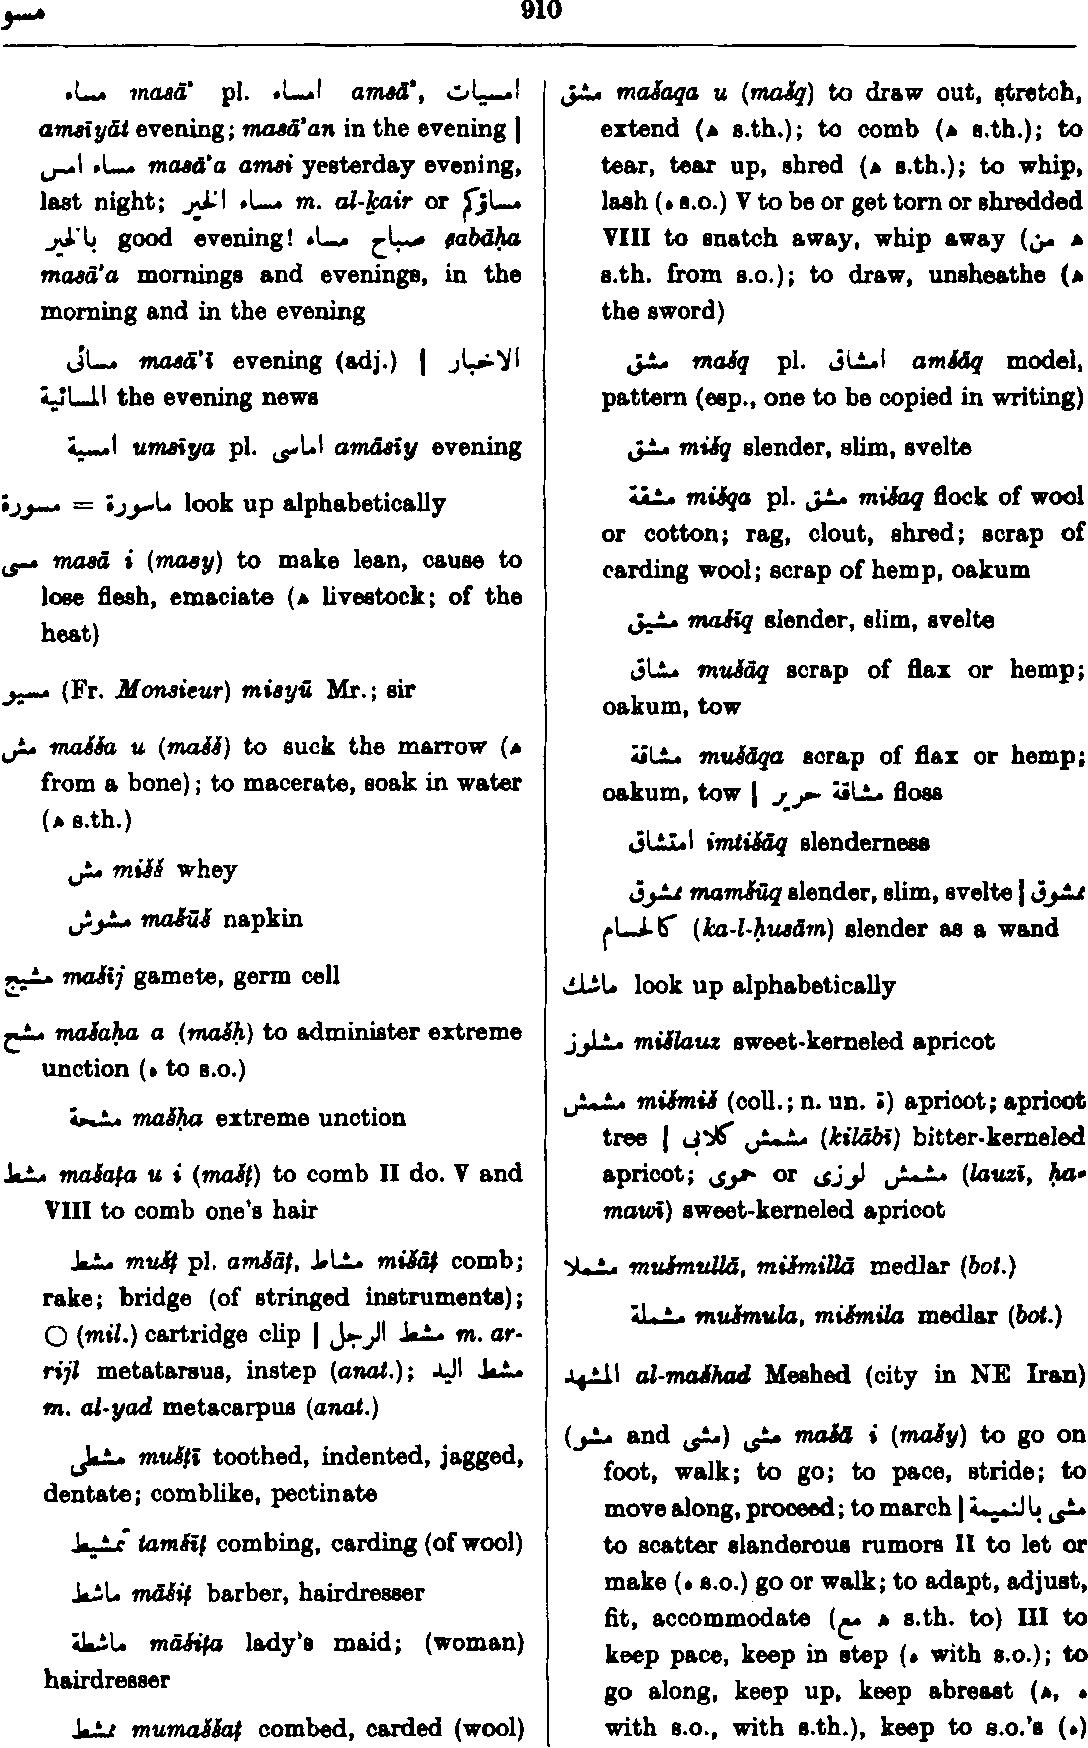 مسو
910
مساء masā’ pl. امساء amsā’, امسيات
amsīyāt evening; masā’an in the evening |
مساء امس masā’a amsi yesterday evening,
last night; مساء الخير m. al-ḵair or مساؤكم
بالخير good evening! صباح مساء ṣabāḥa
masā’a mornings and evenings, in the
morning and in the evening
مسائى masā’ī evening (adj.) | الاخبار
المسائية the evening news
امسية umsīya pl. اماسى amāsīy evening
مسورة = ماسورة look up alphabetically
مسى masā i (masy) to make lean, cause to
lose flesh, emaciate (ه livestock; of the
heat)
مسيو (Fr. Monsieur) misyū Mr.; sir
مش mašša u (mašš) to suck the marrow (ه
from a bone); to macerate, soak in water
(ه s.th.)
مش mišš whey
مشوش mašūš napkin
مشيج mašīj gamete, germ cell
مشح mašaḥa a (mašḥ) to administer extreme
unction (ه to s.o.)
مشحة mašḥa extreme unction
مشط mašaṭa u i (mašṭ) to comb II do. V and
VIII to comb one’s hair
مشط mušṭ pl. amšāṭ, مشاط mišāṭ comb;
rake; bridge (of stringed instruments);
○ (mil.) cartridge clip | مشط الرجل m. ar-
rijl metatarsus, instep (anat.); مشط اليد
m. al-yad metacarpus (anat.)
مشطى mušṭī toothed, indented, jagged,
dentate; comblike, pectinate
تمشيط tamšīṭ combing, carding (of wool)
ماشط māšiṭ barber, hairdresser
ماشطة māšiṭa lady’s maid; (woman)
hairdresser
ممشط mumaššaṭ combed, carded (wool)
مشق mašaqa u (mašq) to draw out, stretch,
extend (ه s.th.); to comb (ه s.th.); to
tear, tear up, shred (ه s.th.); to whip,
lash (ه s.o.) V to be or get torn or shredded
VIII to snatch away, whip away (من ه
s.th. from s.o.); to draw, unsheathe (ه
the sword)
مشق mašq pl. امشاق amšāq model,
pattern (esp., one to be copied in writing)
مشق mišq slender, slim, svelte
مشقة mišqa pl. مشق mišaq flock of wool
or cotton; rag, clout, shred; scrap of
carding wool; scrap of hemp, oakum
مشيق mašīq slender, slim, svelte
مشاق mušāq scrap of flax or hemp;
oakum, tow
مشاقة mušāqa scrap of flax or hemp;
oakum, tow | مشاقة حرير floss
امتشاق imtišāq slenderness
ممشوق mamšūq slender, slim, svelte | ممشوق
كالحسام (ka-l-ḥusām) slender as a wand
ماشك look up alphabetically
مشلوز mišlauz sweet-kerneled apricot
مشمش mišmiš (coll.; n. un. ة) apricot; apricot
tree | مشمش كلابى (kilābī) bitter-kerneled
apricot; مشمش لوزى or حموى (lauzī, ḥa-
mawī) sweet-kerneled apricot
مشملا mušmullā, mišmillā medlar (bot.)
مشملة mušmula, mišmila medlar (bot.)
المشهد al-mašhad Meshed (city in NE Iran)
(مشو and مشى) مشى mašā i (mašy) to go on
foot, walk; to go; to pace, stride; to
move along, proceed; to march | مشى بالنميمة
to scatter slanderous rumors II to let or
make (ه s.o.) go or walk; to adapt, adjust,
fit, accommodate (مع ه s.th. to) III to
keep pace, keep in step (ه with s.o.); to
go along, keep up, keep abreast (ه, ه
with s.o., with s.th.), keep to s.o.’s (ه)